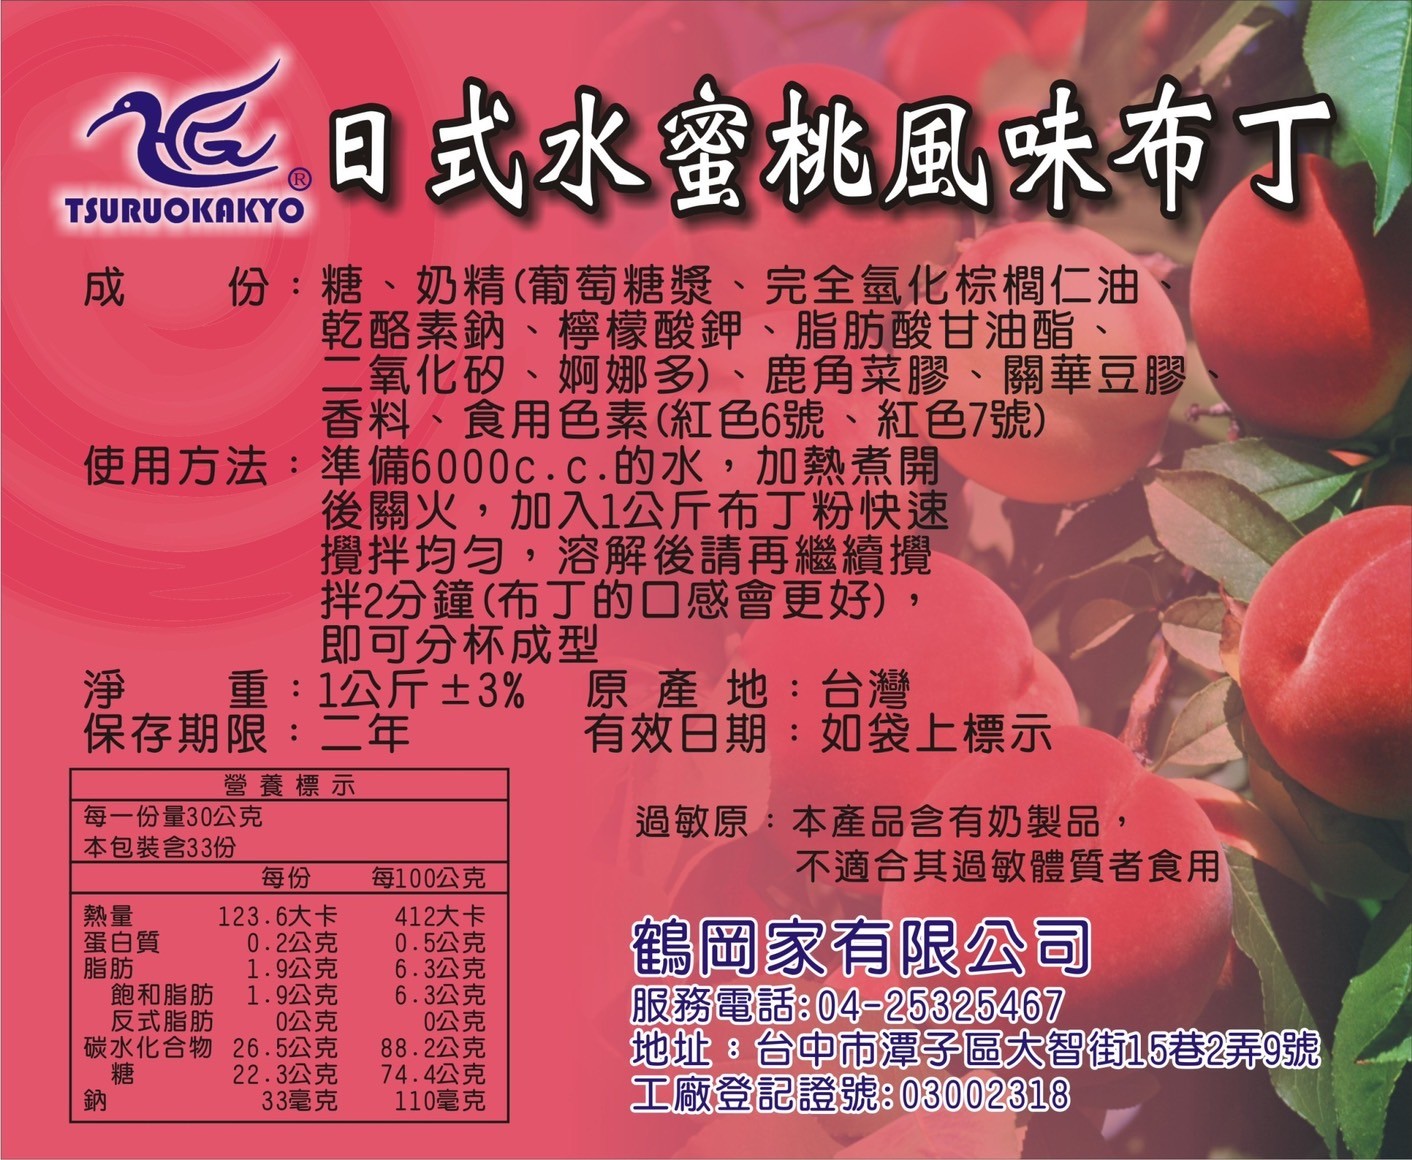 HG
®
TSURUOKAKYO
日式水蜜桃風味布丁
成　　份：糖、奶精(葡萄糖漿、完全氫化棕櫚仁油、
乾酪素鈉、檸檬酸鉀、脂肪酸甘油酯、
二氧化矽、婀娜多)、鹿角菜膠、關華豆膠、
香料、食用色素(紅色6號、紅色7號)
使用方法：準備6000c.c.的水，加熱煮開
後關火，加入1公斤布丁粉快速
攪拌均勻，溶解後請再繼續攪
拌2分鐘(布丁的口感會更好)，
即可分杯成型
淨　　重：1公斤±3%　原 產 地：台灣
保存期限：二年　有效日期：如袋上標示
營養標示
每一份量30公克
本包裝含33份
每份　每100公克
熱量　123.6大卡　412大卡
蛋白質　0.2公克　0.5公克
脂肪　1.9公克　6.3公克
飽和脂肪　1.9公克　6.3公克
反式脂肪　0公克　0公克
碳水化合物　26.5公克　88.2公克
糖　22.3公克　74.4公克
鈉　33毫克　110毫克
過敏原：本產品含有奶製品，
不適合其過敏體質者食用
鶴岡家有限公司
服務電話:04-25325467
地址：台中市潭子區大智街15巷2弄9號
工廠登記證號:03002318